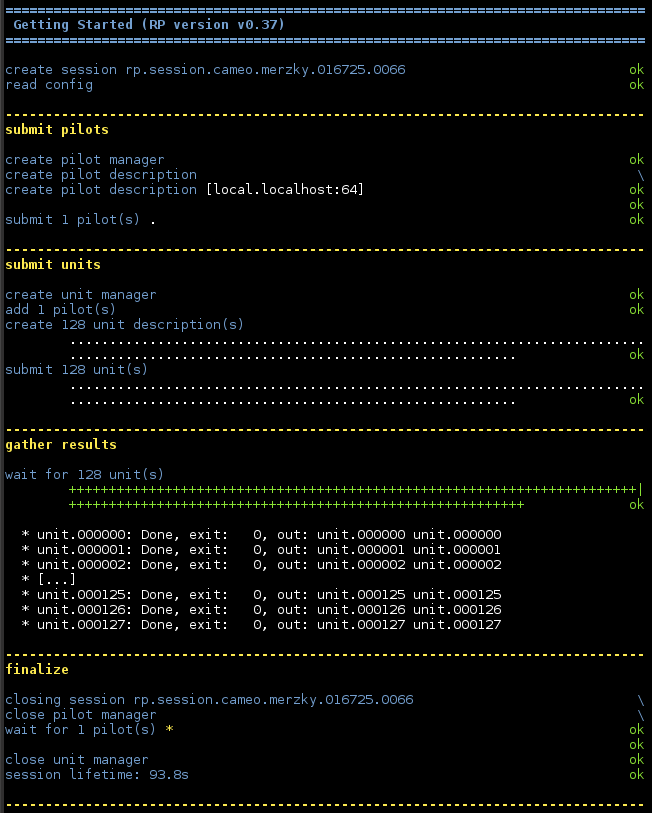 ================================================================================
 Getting Started (RP version v0.37)
================================================================================
create session rp.session.cameo.merzky.016725.0066                            ok
read config                                                                   ok
--------------------------------------------------------------------------------
submit pilots
create pilot manager                                                          ok
create pilot description                                                       \
create pilot description [local.localhost:64]                                 ok
                                                                              ok
submit 1 pilot(s) .                                                           ok
--------------------------------------------------------------------------------
submit units
create unit manager                                                           ok
add 1 pilot(s)                                                                ok
create 128 unit description(s)
        ........................................................................
        ........................................................              ok
submit 128 unit(s)
        ........................................................................
        ........................................................              ok
--------------------------------------------------------------------------------
gather results
wait for 128 unit(s)
        +++++++++++++++++++++++++++++++++++++++++++++++++++++++++++++++++++++++|
        +++++++++++++++++++++++++++++++++++++++++++++++++++++++++             ok
  * unit.000000: Done, exit:   0, out: unit.000000 unit.000000
  * unit.000001: Done, exit:   0, out: unit.000001 unit.000001
  * unit.000002: Done, exit:   0, out: unit.000002 unit.000002
  * [...]
  * unit.000125: Done, exit:   0, out: unit.000125 unit.000125
  * unit.000126: Done, exit:   0, out: unit.000126 unit.000126
  * unit.000127: Done, exit:   0, out: unit.000127 unit.000127
--------------------------------------------------------------------------------
finalize
closing session rp.session.cameo.merzky.016725.0066                            \
close pilot manager                                                            \
wait for 1 pilot(s) *                                                         ok
                                                                              ok
close unit manager                                                            ok
session lifetime: 93.8s                                                       ok
--------------------------------------------------------------------------------